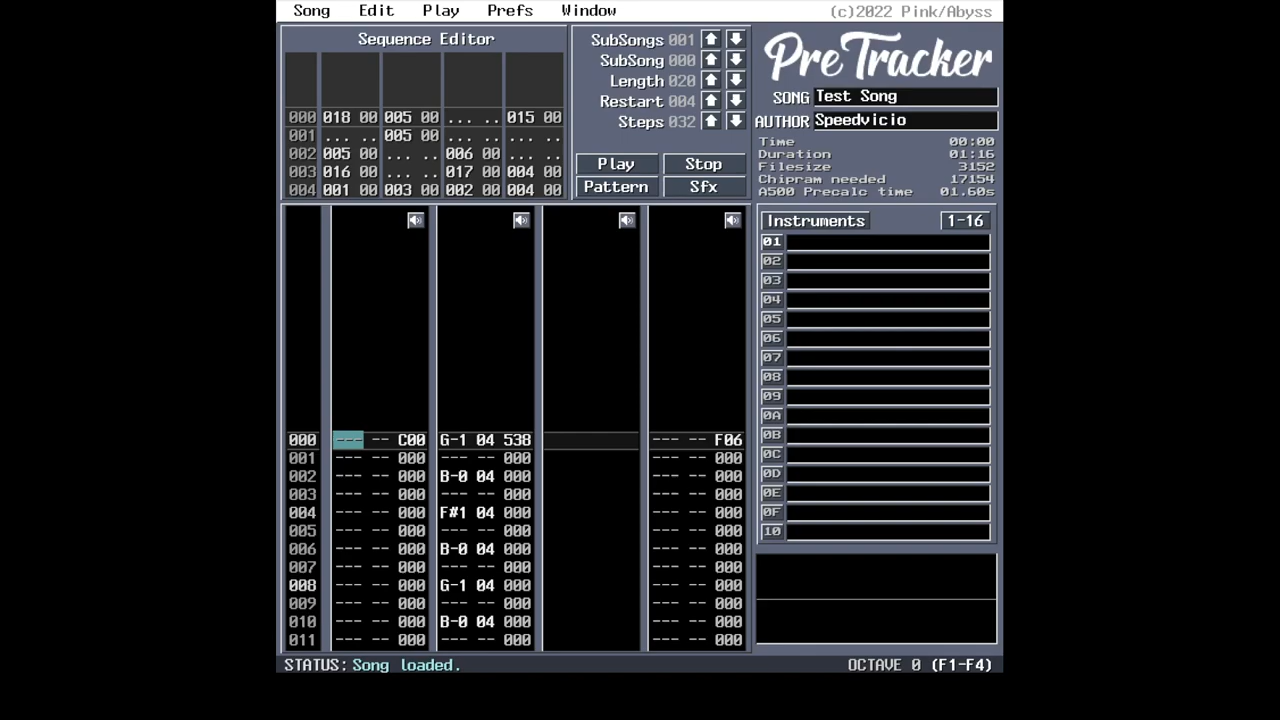 Song Edit Play Prefs Window (c)2022 Pink/Abyss
Sequence Editor
000 018 00 005 00 ... .. 015 00
001 ... .. 005 00 ... .. ... ..
002 005 00 ... .. 006 00 ... ..
003 016 00 ... .. 017 00 004 00
004 001 00 003 00 002 00 004 00
SubSongs 001
SubSong 000
Length 020
Restart 004
Steps 032
Play Stop
Pattern Sfx
PreTracker
SONG Test Song
AUTHOR Speedvicio
Time 00:00
Duration 01:16
Filesize 3152
Chipram needed 17154
A500 Precalc time 01.60s
000 --- -- C00 G-1 04 538 --- -- F06
001 --- -- 000 --- -- 000 --- -- 000
002 --- -- 000 B-0 04 000 --- -- 000
003 --- -- 000 --- -- 000 --- -- 000
004 --- -- 000 F#1 04 000 --- -- 000
005 --- -- 000 --- -- 000 --- -- 000
006 --- -- 000 B-0 04 000 --- -- 000
007 --- -- 000 --- -- 000 --- -- 000
008 --- -- 000 G-1 04 000 --- -- 000
009 --- -- 000 --- -- 000 --- -- 000
010 --- -- 000 B-0 04 000 --- -- 000
011 --- -- 000 --- -- 000 --- -- 000
Instruments 1-16
01
02
03
04
05
06
07
08
09
0A
0B
0C
0D
0E
0F
10
STATUS: Song loaded. OCTAVE 0 (F1-F4)